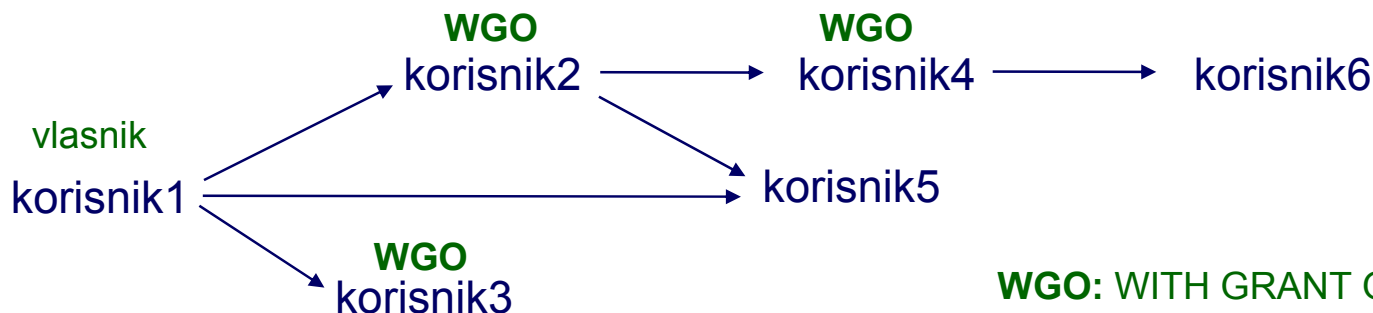 WGO
WGO
korisnik2
korisnik4
korisnik6
vlasnik
korisnik1
korisnik5
WGO
korisnik3
WGO: WITH GRANT